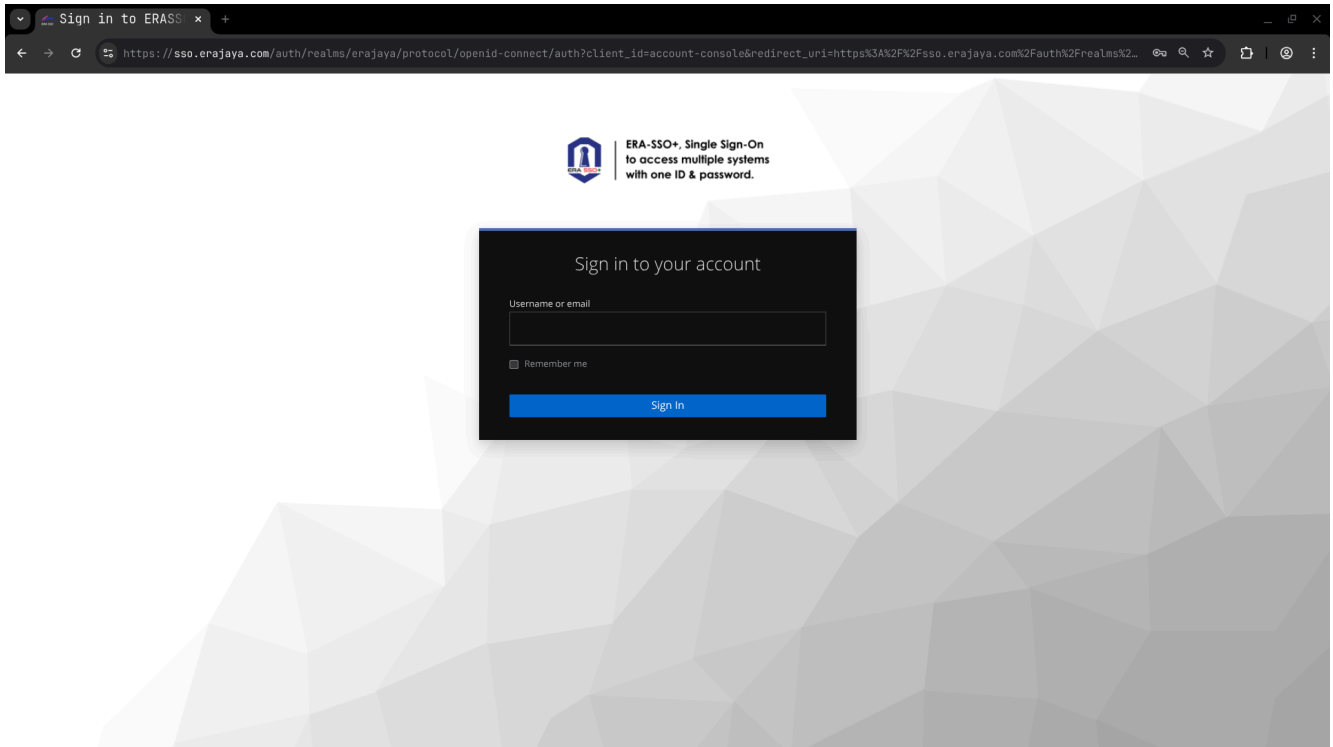 Sign in to ERASS
https://sso.erajaya.com/auth/realms/erajaya/protocol/openid-connect/auth?client_id=account-console&redirect_uri=https%3A%2F%2Fsso.erajaya.com%2Fauth%2Frealms%2…
ERA-SSO+, Single Sign-On
to access multiple systems
with one ID & password.
ERA SSO+
Sign in to your account
Username or email
Remember me
Sign In